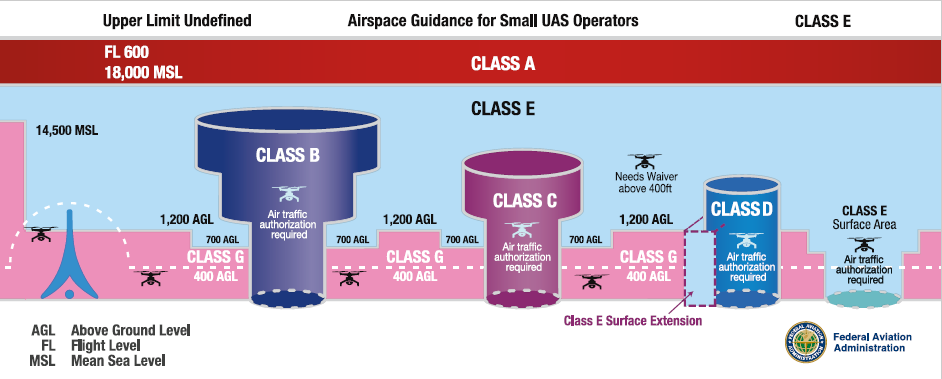 Upper Limit Undefined
Airspace Guidance for Small UAS Operators
CLASS E
FL 600
18,000 MSL
CLASS A
CLASS E
14,500 MSL
CLASS B
Air traffic
authorization
required
CLASS C
Air traffic
authorization
required
Needs Waiver
above 400ft
CLASS D
Air traffic
authorization
required
CLASS E
Surface Area
Air traffic
authorization
required
1,200 AGL
700 AGL
CLASS G
400 AGL
700 AGL
1,200 AGL
CLASS G
400 AGL
700 AGL
700 AGL
1,200 AGL
CLASS G
400 AGL
Class E Surface Extension
AGL Above Ground Level
FL Flight Level
MSL Mean Sea Level
FEDERAL AVIATION
ADMINISTRATION
Federal Aviation
Administration